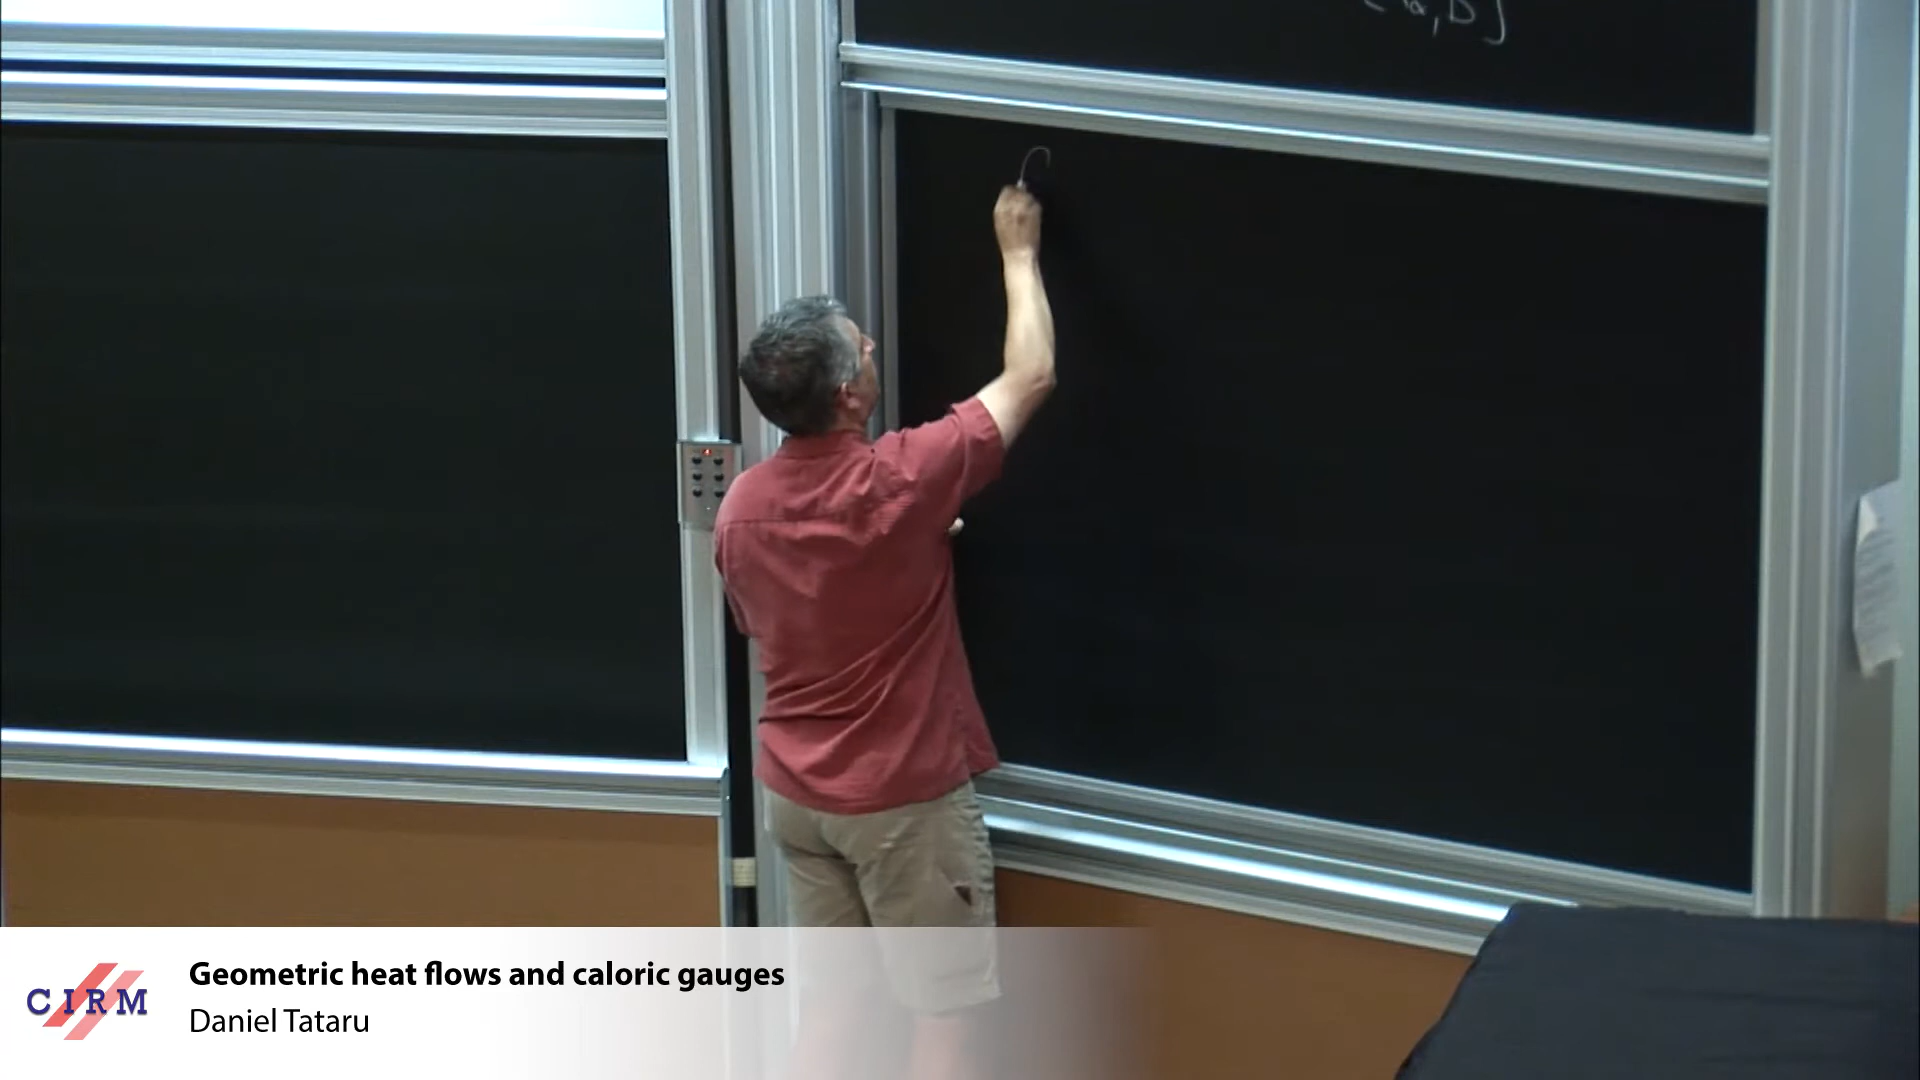 , D ]
CIRM
Geometric heat flows and caloric gauges
Daniel Tataru